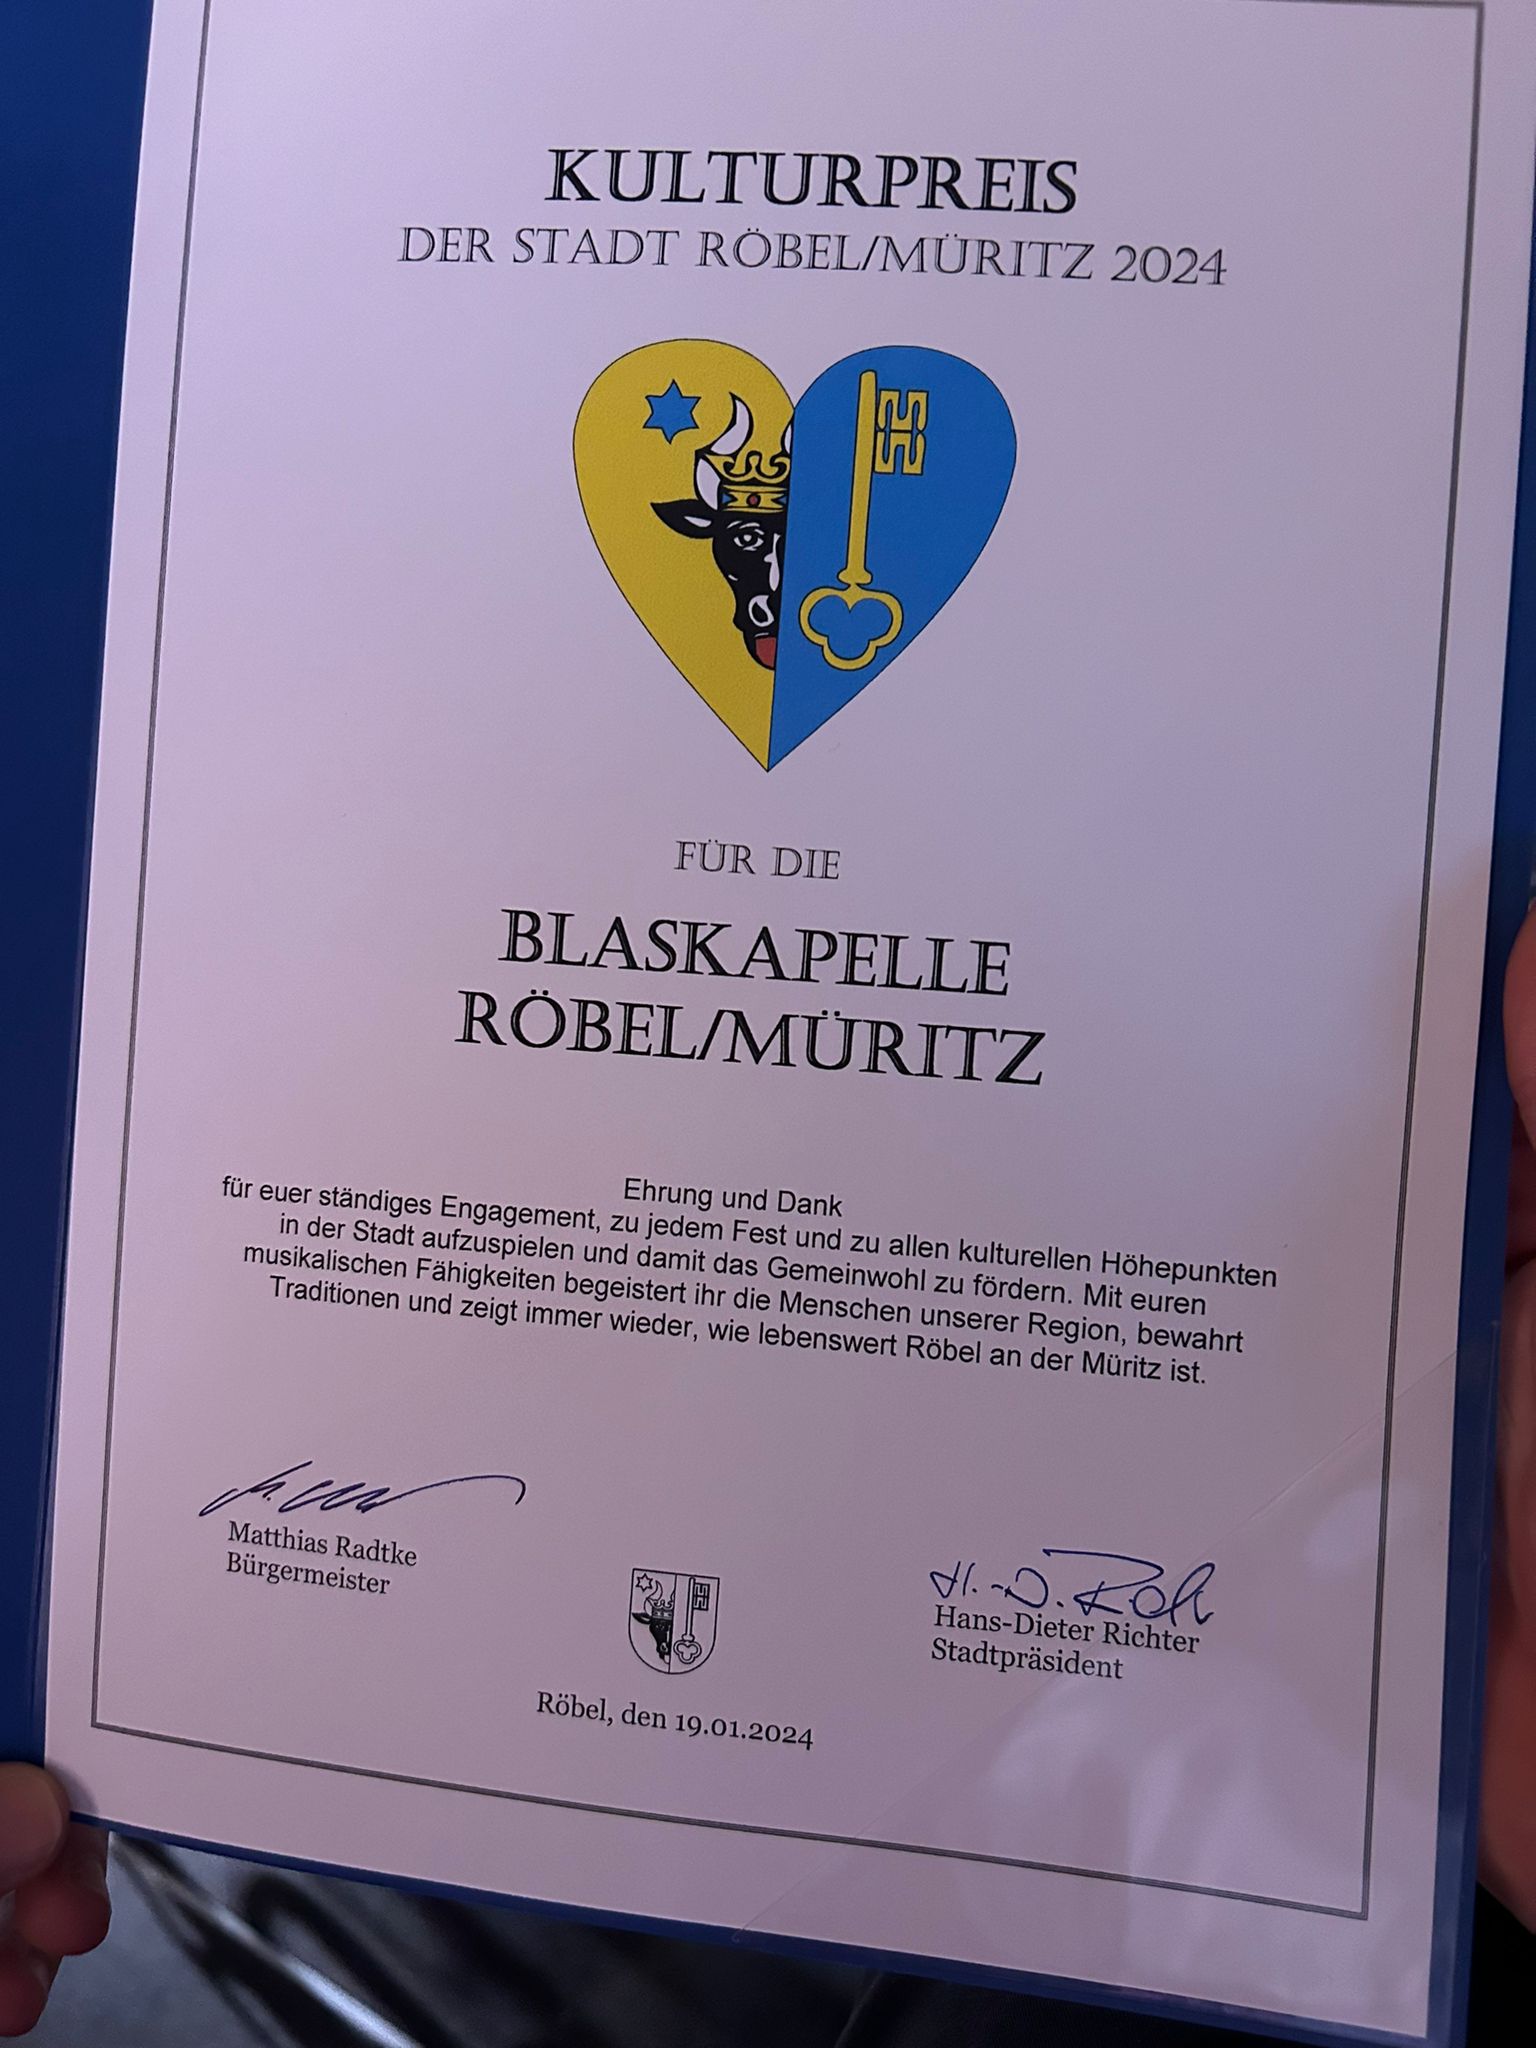 KULTURPREIS
DER STADT RÖBEL/MÜRITZ 2024
FÜR DIE
BLASKAPELLE
RÖBEL/MÜRITZ
Ehrung und Dank
für euer ständiges Engagement, zu jedem Fest und zu allen kulturellen Höhepunkten
in der Stadt aufzuspielen und damit das Gemeinwohl zu fördern. Mit euren
musikalischen Fähigkeiten begeistert ihr die Menschen unserer Region, bewahrt
Traditionen und zeigt immer wieder, wie lebenswert Röbel an der Müritz ist.
Matthias Radtke
Bürgermeister
Hans-Dieter Richter
Stadtpräsident
Röbel, den 19.01.2024